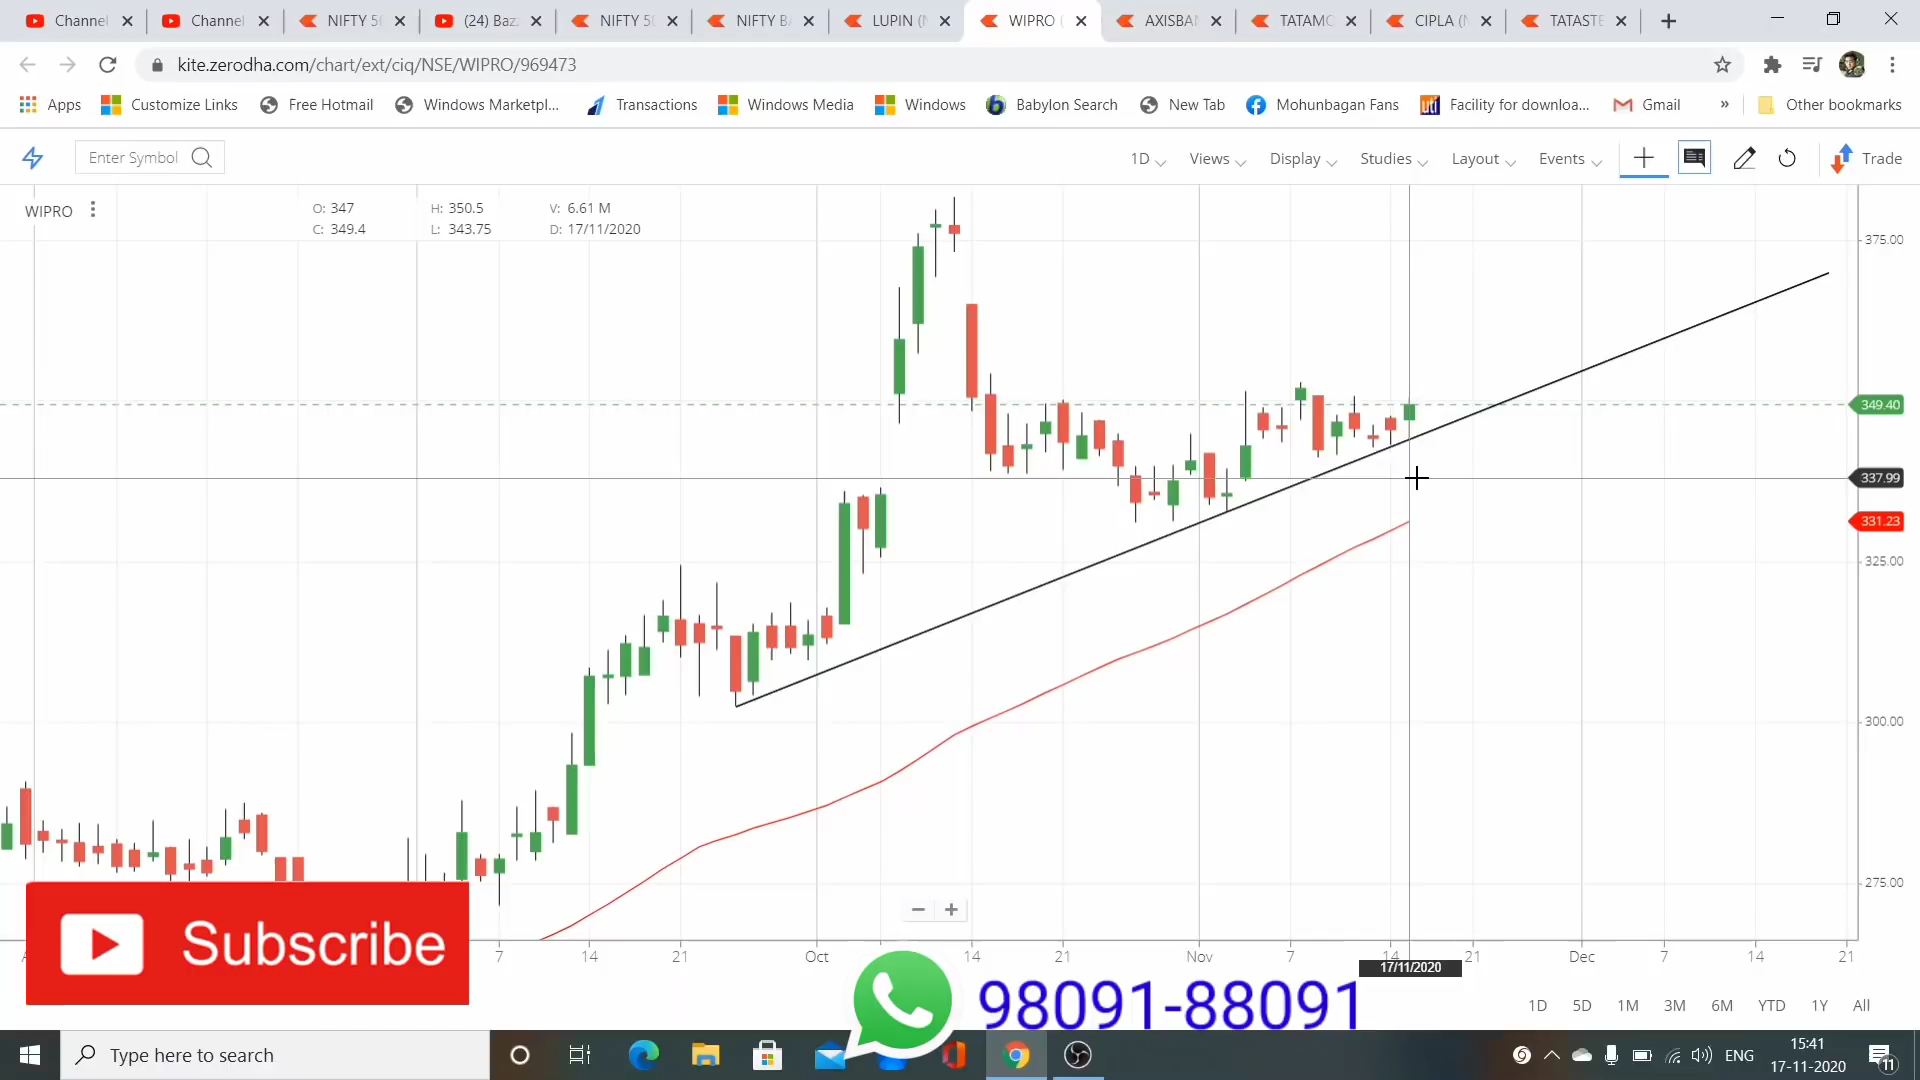 Channel
Channel
NIFTY 5
(24) Baz
NIFTY 5
NIFTY B
LUPIN (
WIPRO (
AXISBA
TATAMO
CIPLA (
TATASTE
kite.zerodha.com/chart/ext/ciq/NSE/WIPRO/969473
Apps
Customize Links
Free Hotmail
Windows Marketpl...
Transactions
Windows Media
Windows
Babylon Search
New Tab
Mohunbagan Fans
Facility for downloa...
Gmail
»
Other bookmarks
Enter Symbol
1D
Views
Display
Studies
Layout
Events
Trade
WIPRO
O: 347
H: 350.5
V: 6.61 M
C: 349.4
L: 343.75
D: 17/11/2020
375.00
349.40
337.99
331.23
325.00
300.00
275.00
7
14
21
Oct
14
21
Nov
7
14
21
Dec
7
14
21
17/11/2020
Subscribe
98091-88091
1D
5D
1M
3M
6M
YTD
1Y
All
Type here to search
ENG
15:41
17-11-2020
11